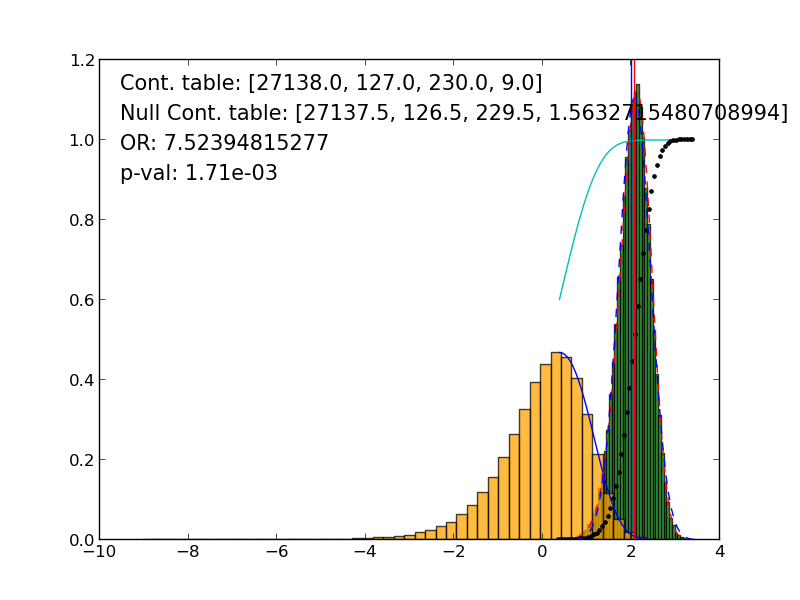 Cont. table: [27138.0, 127.0, 230.0, 9.0]
Null Cont. table: [27137.5, 126.5, 229.5, 1.5632715480708994]
OR: 7.52394815277
p-val: 1.71e-03
1.2
1.0
0.8
0.6
0.4
0.2
0.0
−10 −8 −6 −4 −2 0 2 4